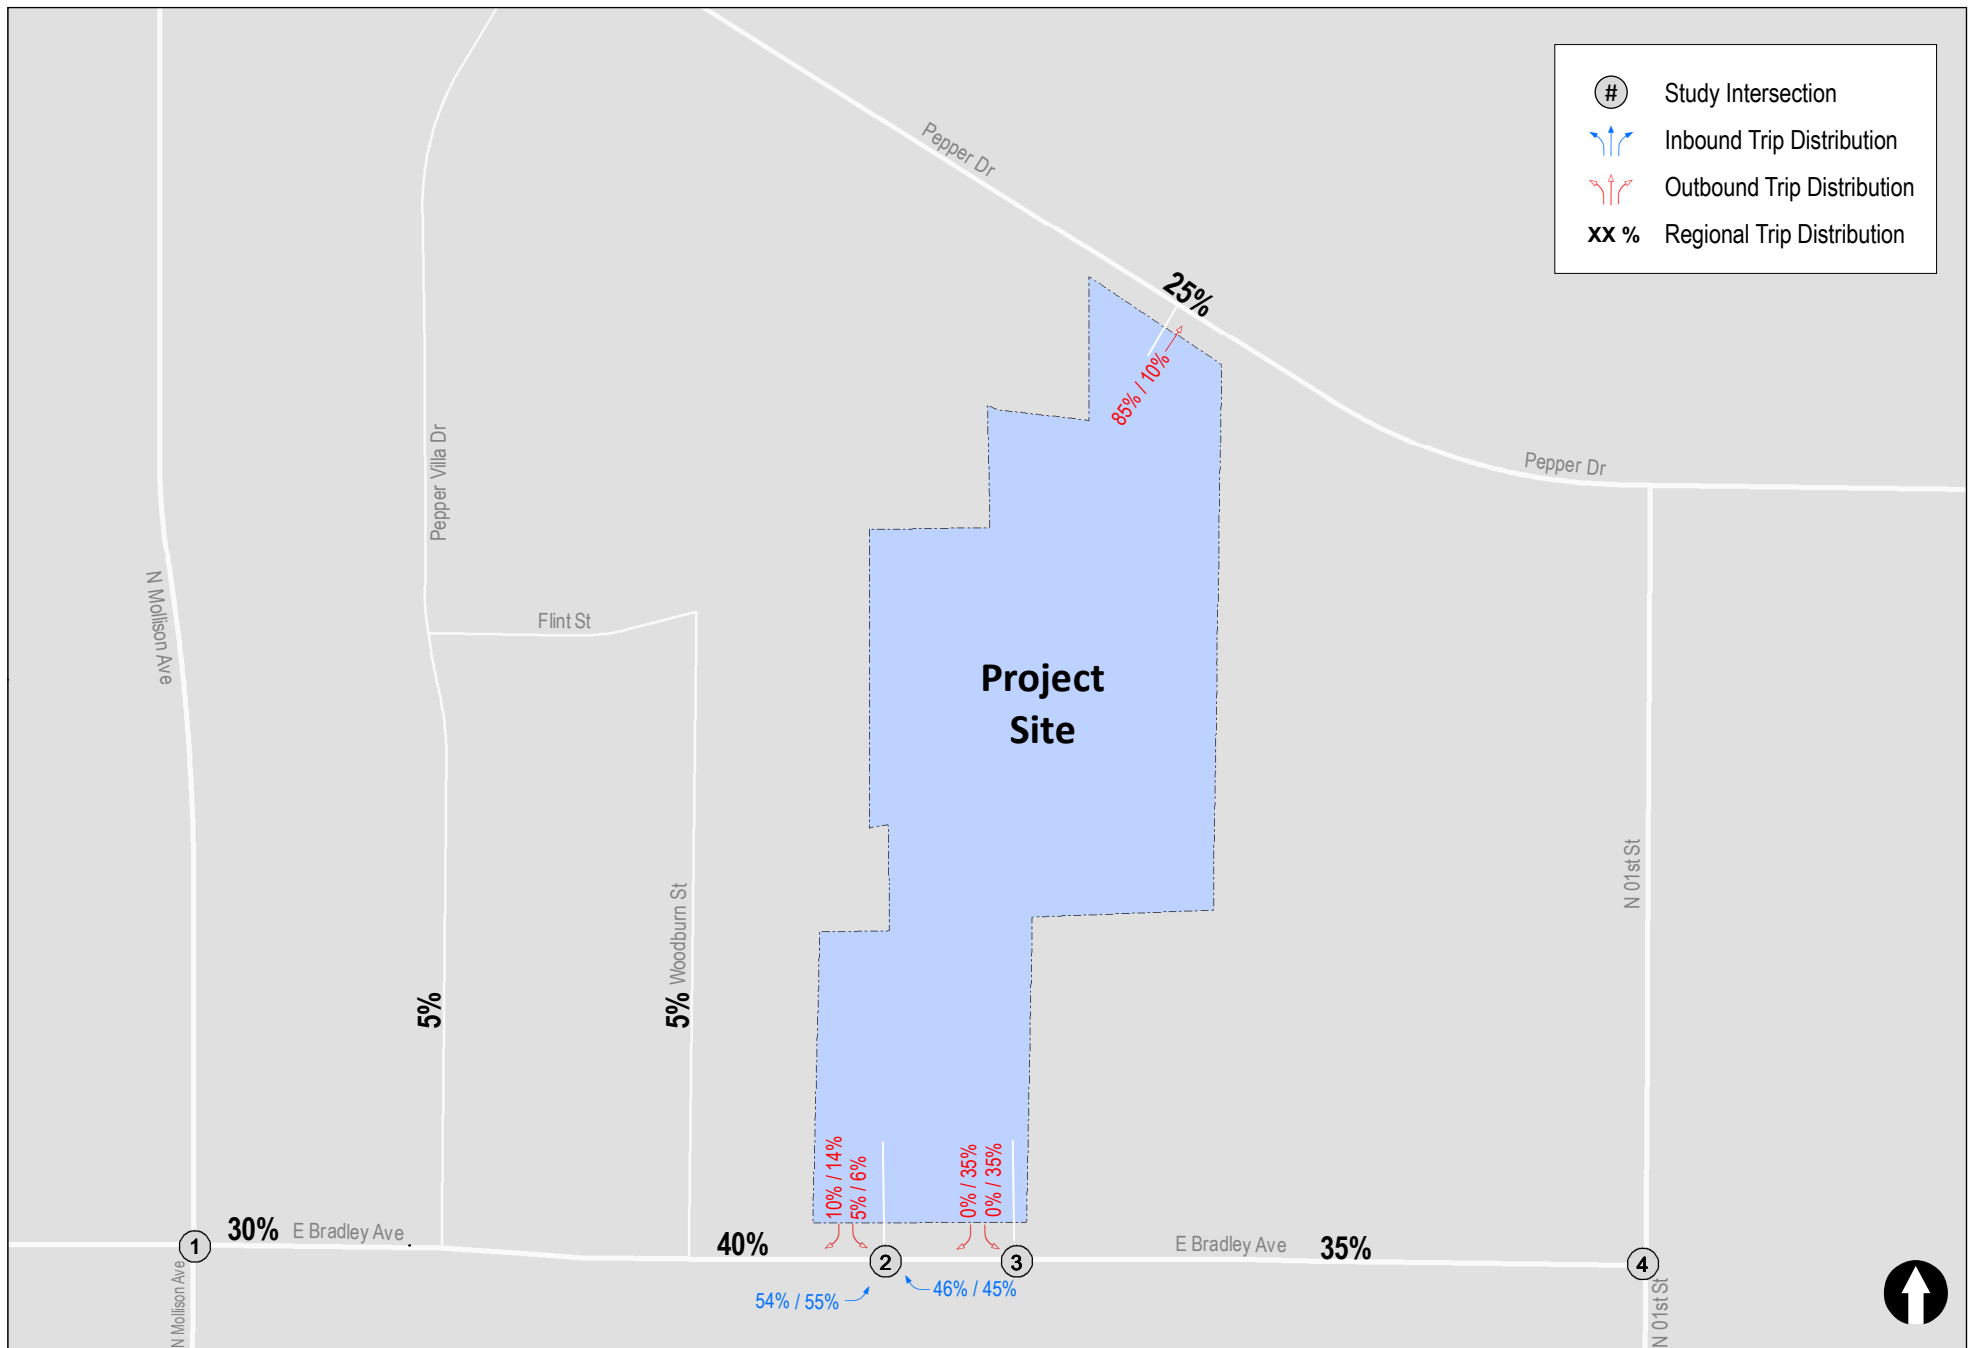 #
Study Intersection
Inbound Trip Distribution
Outbound Trip Distribution
XX %
Regional Trip Distribution
Pepper Dr
25%
85% / 10%
Pepper Dr
Pepper Villa Dr
N Mollison Ave
Flint St
Project
Site
N 01st St
Woodburn St
5%
5%
10% / 14%
5% / 6%
0% / 35%
0% / 35%
1
30%
E Bradley Ave
40%
2
3
E Bradley Ave
35%
4
54% / 55%
46% / 45%
N Mollison Ave
N 01st St